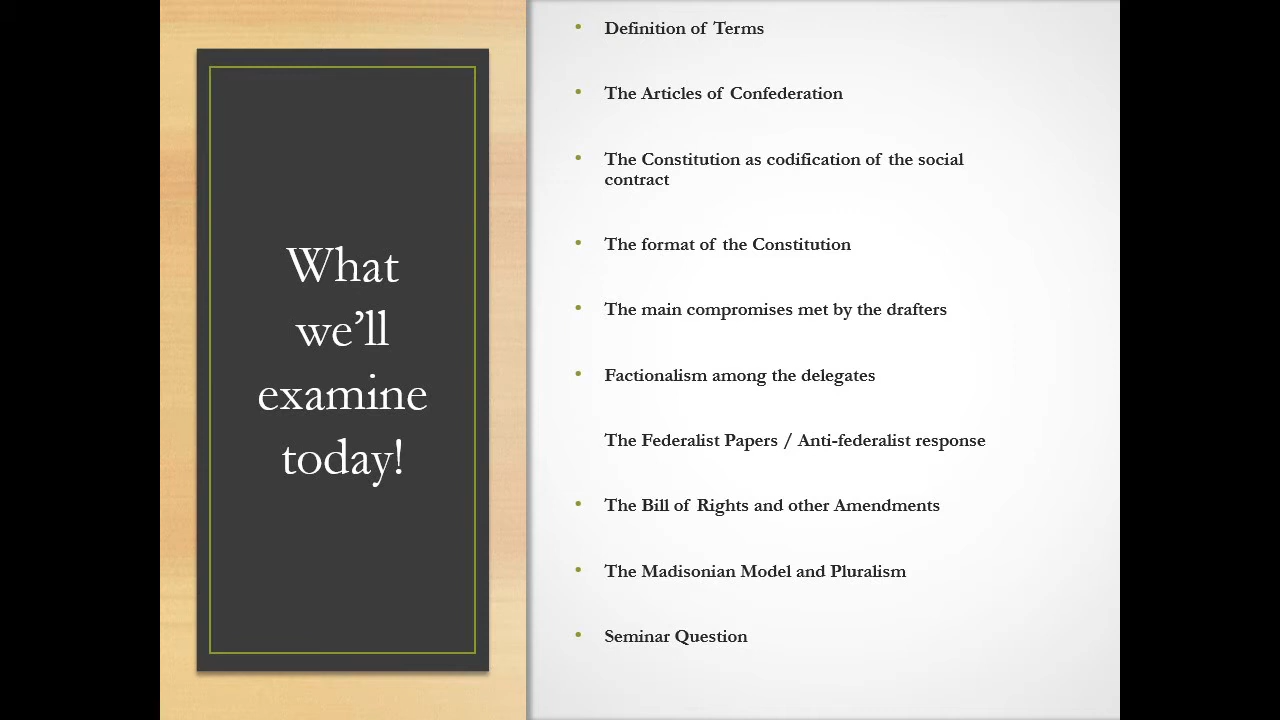 What
we’ll
examine
today!
• Definition of Terms
• The Articles of Confederation
• The Constitution as codification of the social
contract
• The format of the Constitution
• The main compromises met by the drafters
• Factionalism among the delegates
The Federalist Papers / Anti-federalist response
• The Bill of Rights and other Amendments
• The Madisonian Model and Pluralism
• Seminar Question